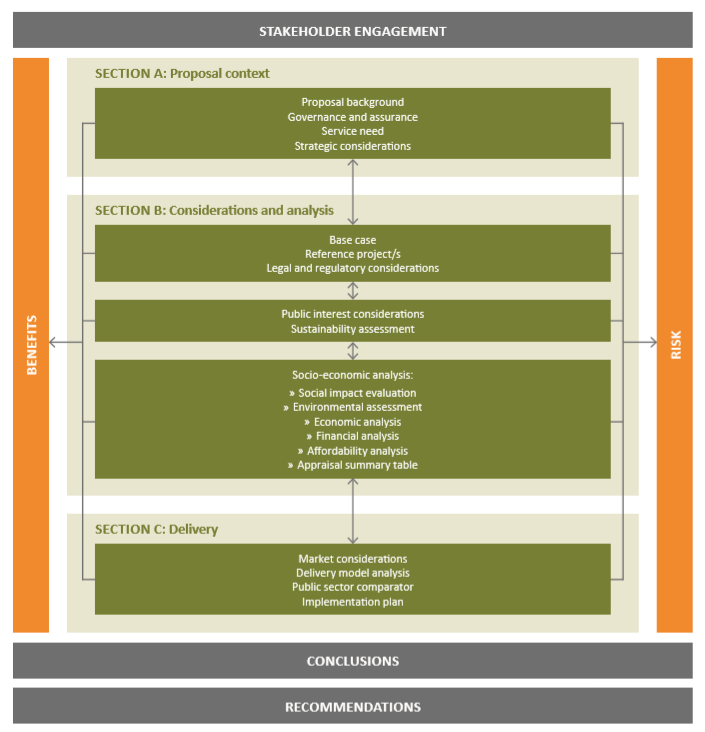 STAKEHOLDER ENGAGEMENT
BENEFITS
SECTION A: Proposal context
Proposal background
Governance and assurance
Service need
Strategic considerations
SECTION B: Considerations and analysis
Base case
Reference project/s
Legal and regulatory considerations
Public interest considerations
Sustainability assessment
Socio-economic analysis:
» Social impact evaluation
» Environmental assessment
» Economic analysis
» Financial analysis
» Affordability analysis
» Appraisal summary table
SECTION C: Delivery
Market considerations
Delivery model analysis
Public sector comparator
Implementation plan
RISK
CONCLUSIONS
RECOMMENDATIONS